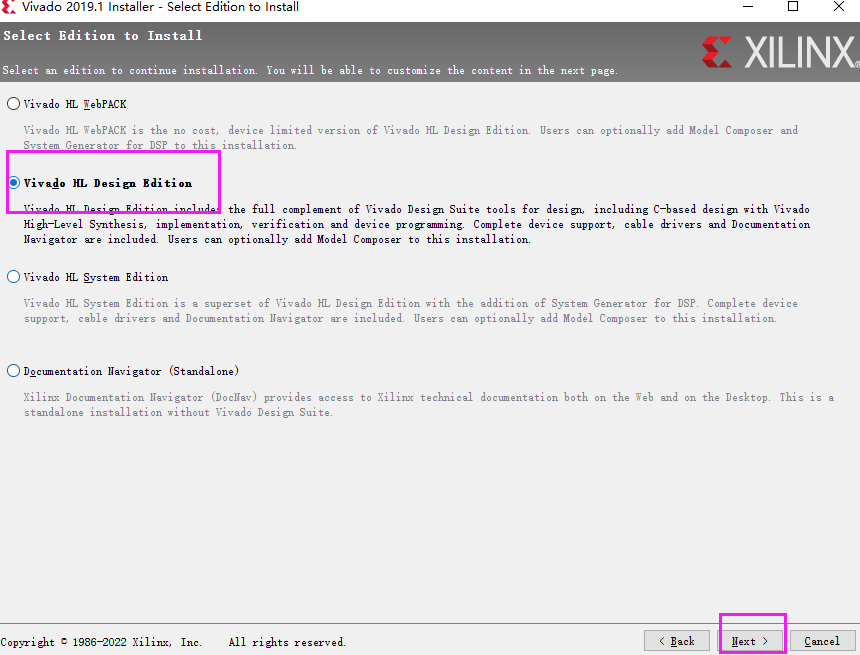 Vivado 2019.1 Installer - Select Edition to Install
Select Edition to Install
XILINX®
Select an edition to continue installation. You will be able to customize the content in the next page.
Vivado HL WebPACK
Vivado HL WebPACK is the no cost, device limited version of Vivado HL Design Edition. Users can optionally add Model Composer and
System Generator for DSP to this installation.
Vivado HL Design Edition
Vivado HL Design Edition includes the full complement of Vivado Design Suite tools for design, including C-based design with Vivado
High-Level Synthesis, implementation, verification and device programming. Complete device support, cable drivers and Documentation
Navigator are included. Users can optionally add Model Composer to this installation.
Vivado HL System Edition
Vivado HL System Edition is a superset of Vivado HL Design Edition with the addition of System Generator for DSP. Complete device
support, cable drivers and Documentation Navigator are included. Users can optionally add Model Composer to this installation.
Documentation Navigator (Standalone)
Xilinx Documentation Navigator (DocNav) provides access to Xilinx technical documentation both on the Web and on the Desktop. This is a
standalone installation without Vivado Design Suite.
Copyright © 1986-2022 Xilinx, Inc. All rights reserved.
< Back
Next >
Cancel